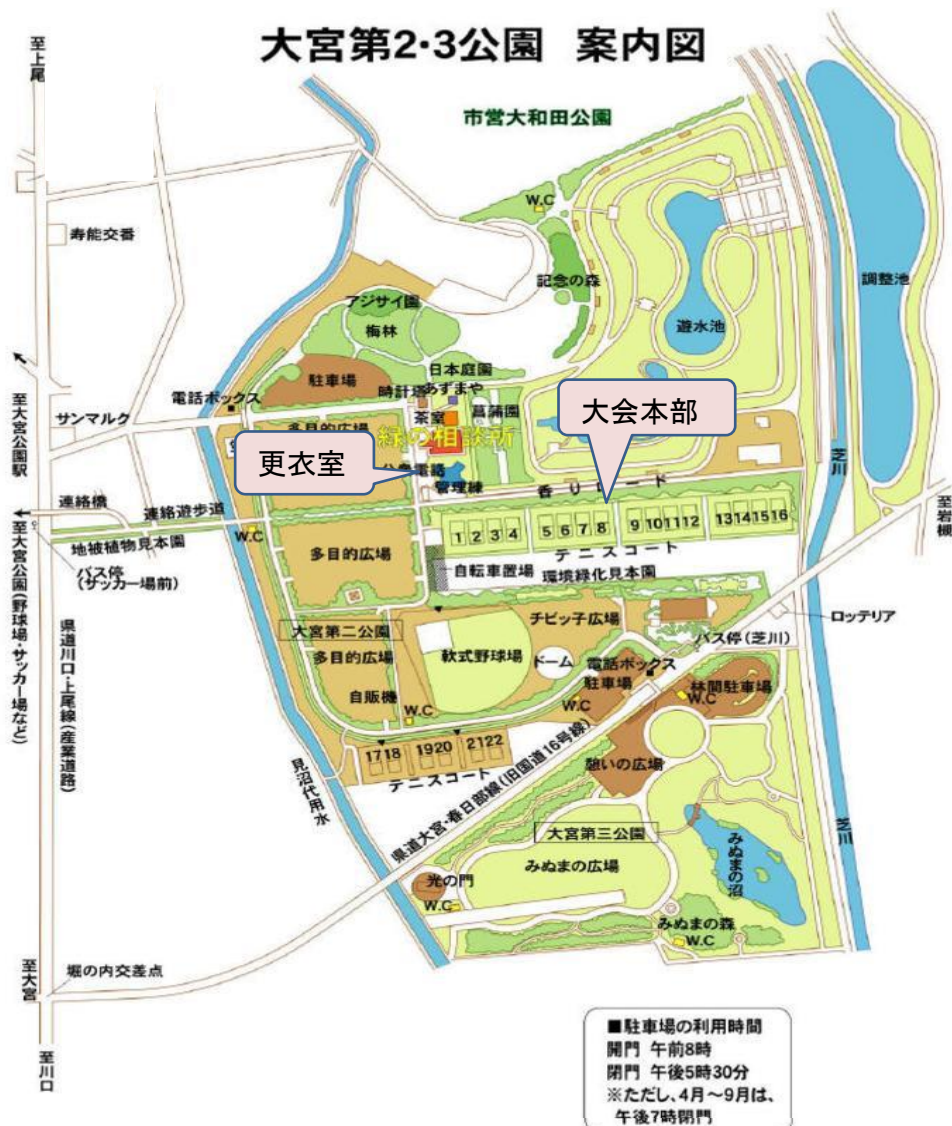 大宮第2・3公園 案内図
至上尾
市営大和田公園
W.C
寿能交番
記念の森
調整池
アジサイ園
梅林
遊水池
日本庭園
駐車場
時計塔
あずまや
電話ボックス
サンマルク
茶室
菖蒲園
大会本部
多目的広場
緑の相談所
更衣室
公衆電話
管理棟
至大宮公園駅
香りロード
芝川
連絡橋
連絡遊歩道
W.C
1 2 3 4 5 6 7 8 9 10 11 12 13 14 15 16
至岩槻
地被植物見本園
テニスコート
多目的広場
自転車置場
環境緑化見本園
バス停
(サッカー場前)
至大宮公園(野球場・サッカー場など)
県道川口・上尾線(産業道路)
チビッ子広場
ロッテリア
大宮第二公園
バス停(芝川)
多目的広場
軟式野球場
ドーム
電話ボックス
駐車場
林間駐車場
自販機
W.C
W.C
W.C
17 18 19 20 21 22
テニスコート
憩いの広場
見沼代用水
県道大宮・春日部線(旧国道16号線)
大宮第三公園
芝川
みぬまの広場
みぬまの沼
光の門
W.C
みぬまの森
W.C
至大宮
堀の内交差点
至川口
■駐車場の利用時間
開門 午前8時
閉門 午後5時30分
※ただし、4月～9月は、
午後7時閉門